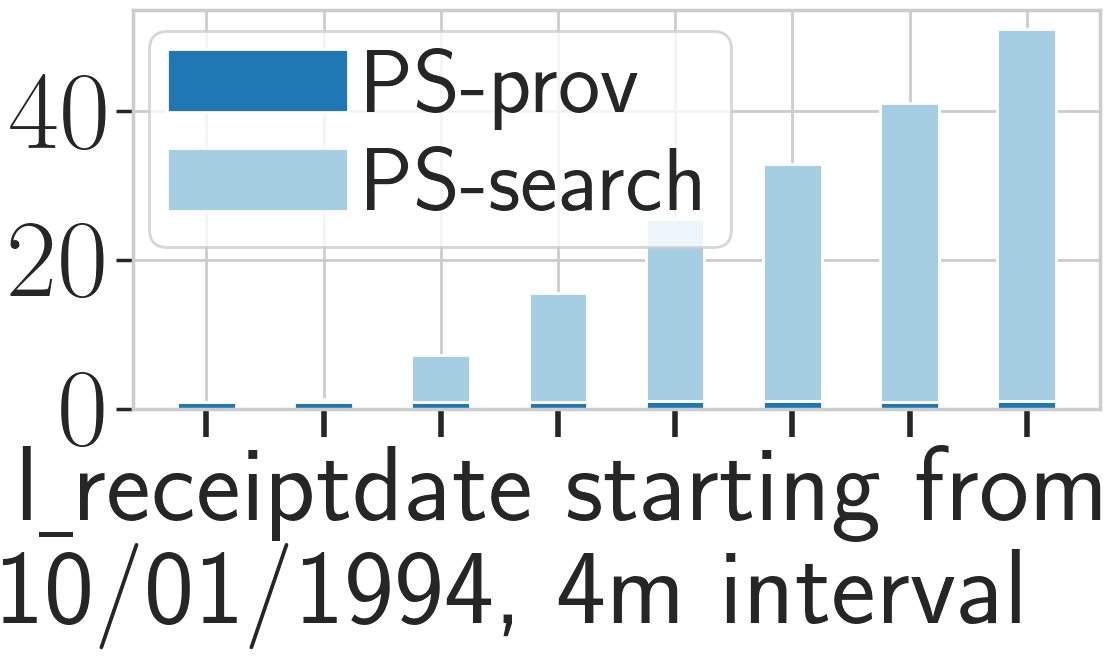 PS-prov
PS-search
40
20
0
l_receiptdate starting from
10/01/1994, 4m interval